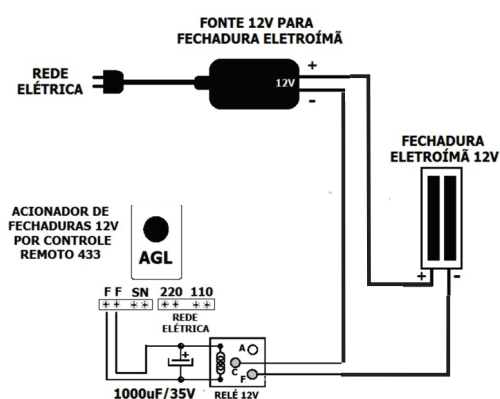 FONTE 12V PARA
FECHADURA ELETROÍMÃ
REDE
ELÉTRICA
12V
+
-
FECHADURA
ELETROÍMÃ 12V
+ -
ACIONADOR DE
FECHADURAS 12V
POR CONTROLE
REMOTO 433
AGL
F F SN 220 110
REDE
ELÉTRICA
+
A
C
F
1000uF/35V
RELÉ 12V